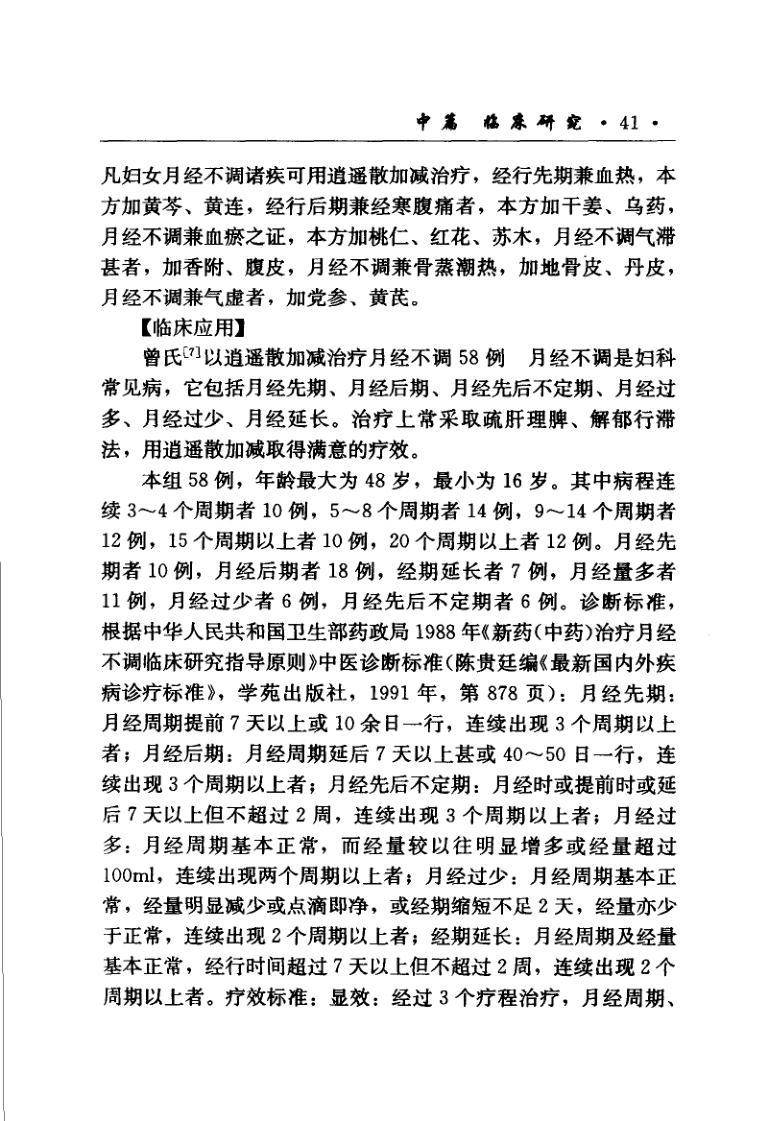 中篇 临床研究 · 41 ·
凡妇女月经不调诸疾可用逍遥散加减治疗，经行先期兼血热，本
方加黄芩、黄连，经行后期兼经寒腹痛者，本方加干姜、乌药，
月经不调兼血瘀之证，本方加桃仁、红花、苏木，月经不调气滞
甚者，加香附、腹皮，月经不调兼骨蒸潮热，加地骨皮、丹皮，
月经不调兼气虚者，加党参、黄芪。
【临床应用】
曾氏〔7〕以逍遥散加减治疗月经不调 58 例　月经不调是妇科
常见病，它包括月经先期、月经后期、月经先后不定期、月经过
多、月经过少、月经延长。治疗上常采取疏肝理脾、解郁行滞
法，用逍遥散加减取得满意的疗效。
本组 58 例，年龄最大为 48 岁，最小为 16 岁。其中病程连
续 3～4 个周期者 10 例，5～8 个周期者 14 例，9～14 个周期者
12 例，15 个周期以上者 10 例，20 个周期以上者 12 例。月经先
期者 10 例，月经后期者 18 例，经期延长者 7 例，月经量多者
11 例，月经过少者 6 例，月经先后不定期者 6 例。诊断标准，
根据中华人民共和国卫生部药政局 1988 年《新药（中药）治疗月经
不调临床研究指导原则》中医诊断标准（陈贵廷编《最新国内外疾
病诊疗标准》，学苑出版社，1991 年，第 878 页）：月经先期：
月经周期提前 7 天以上或 10 余日一行，连续出现 3 个周期以上
者；月经后期：月经周期延后 7 天以上甚或 40～50 日一行，连
续出现 3 个周期以上者；月经先后不定期：月经时或提前时或延
后 7 天以上但不超过 2 周，连续出现 3 个周期以上者；月经过
多：月经周期基本正常，而经量较以往明显增多或经量超过
100ml，连续出现两个周期以上者；月经过少：月经周期基本正
常，经量明显减少或点滴即净，或经期缩短不足 2 天，经量亦少
于正常，连续出现 2 个周期以上者；经期延长：月经周期及经量
基本正常，经行时间超过 7 天以上但不超过 2 周，连续出现 2 个
周期以上者。疗效标准：显效：经过 3 个疗程治疗，月经周期、